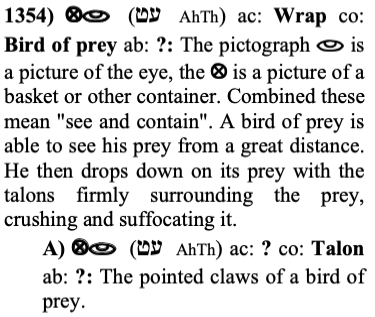 1354) ⊗👁 (עט AhTh) ac: Wrap co:
Bird of prey ab: ?: The pictograph 👁 is
a picture of the eye, the ⊗ is a picture of a
basket or other container. Combined these
mean "see and contain". A bird of prey is
able to see his prey from a great distance.
He then drops down on its prey with the
talons firmly surrounding the prey,
crushing and suffocating it.
A) ⊗👁 (עט AhTh) ac: ? co: Talon
ab: ?: The pointed claws of a bird of
prey.